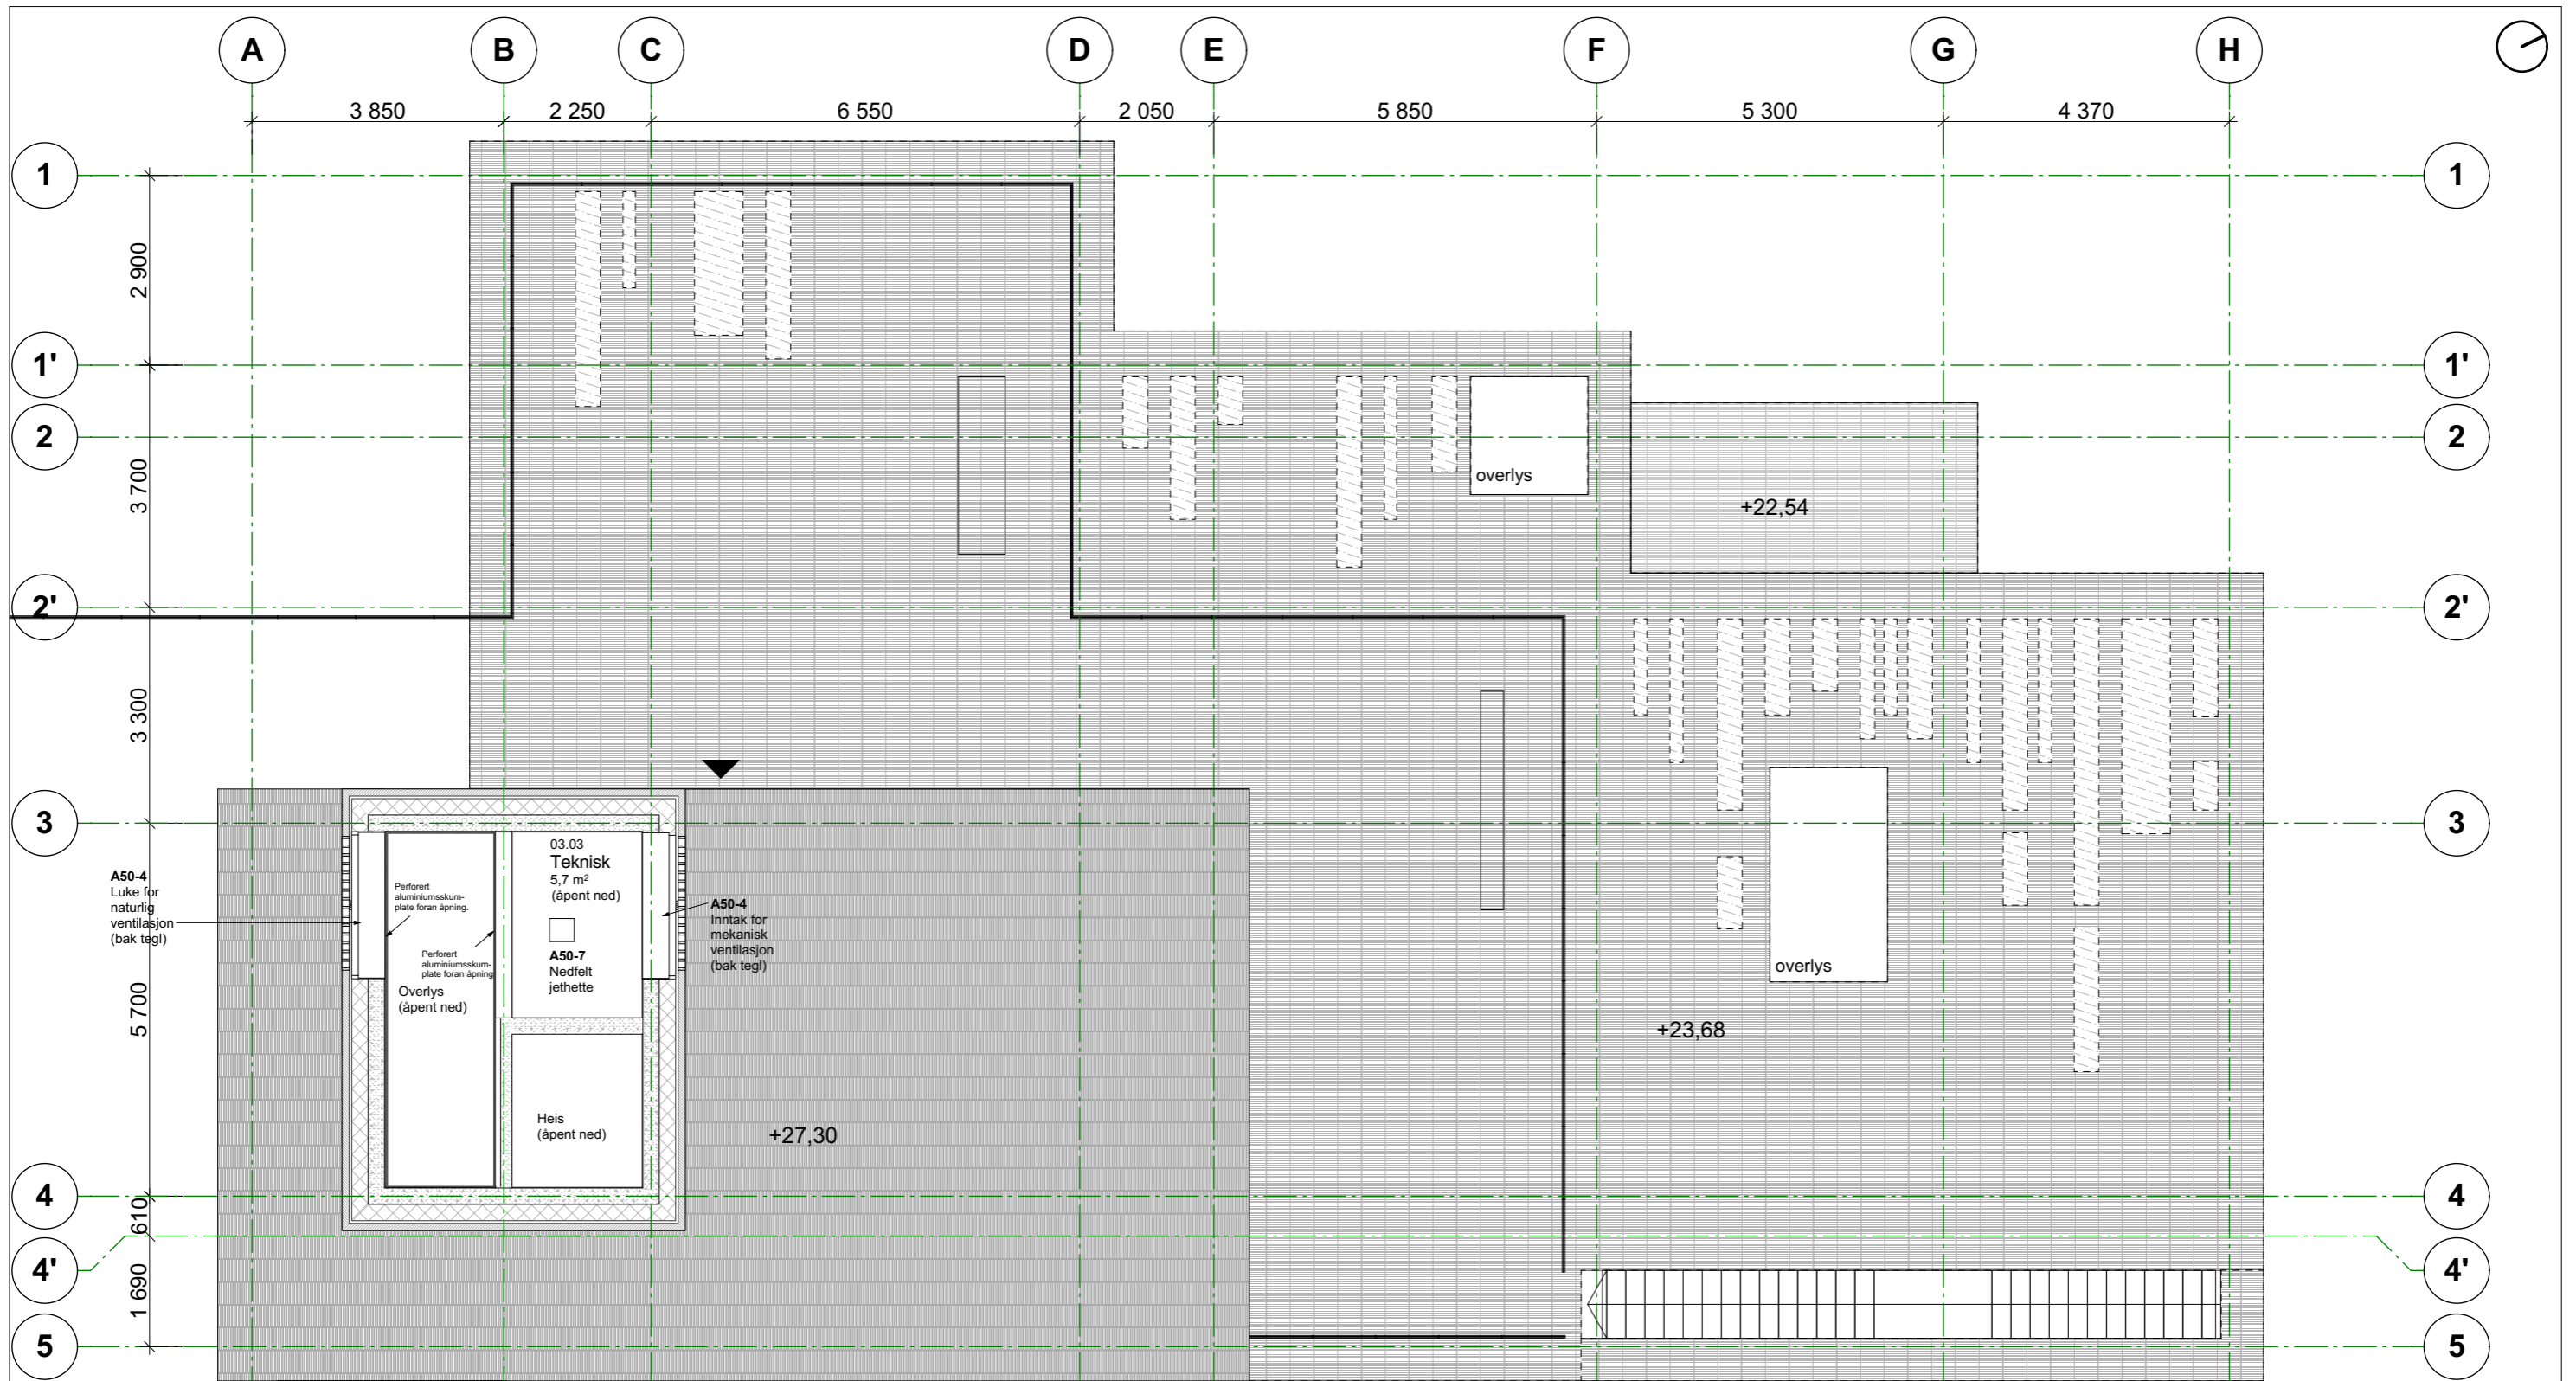 A B C D E F G H
3 850 2 250 6 550 2 050 5 850 5 300 4 370
1 1
2 900
1' 1'
2 2
overlys
3 700
+22,54
2' 2'
3 300
3 3
03.03
Teknisk
5,7 m²
(åpent ned)
A50-4
Luke for
naturlig
ventilasjon
(bak tegl)
Perforert
aluminiumsskum-
plate foran åpning.
A50-4
Inntak for
mekanisk
ventilasjon
(bak tegl)
Perforert
aluminiumsskum-
plate foran åpning
A50-7
Nedfelt
jethette
Overlys
(åpent ned)
overlys
5 700
+23,68
Heis
(åpent ned)
+27,30
4 4
610
4' 4'
1 690
5 5